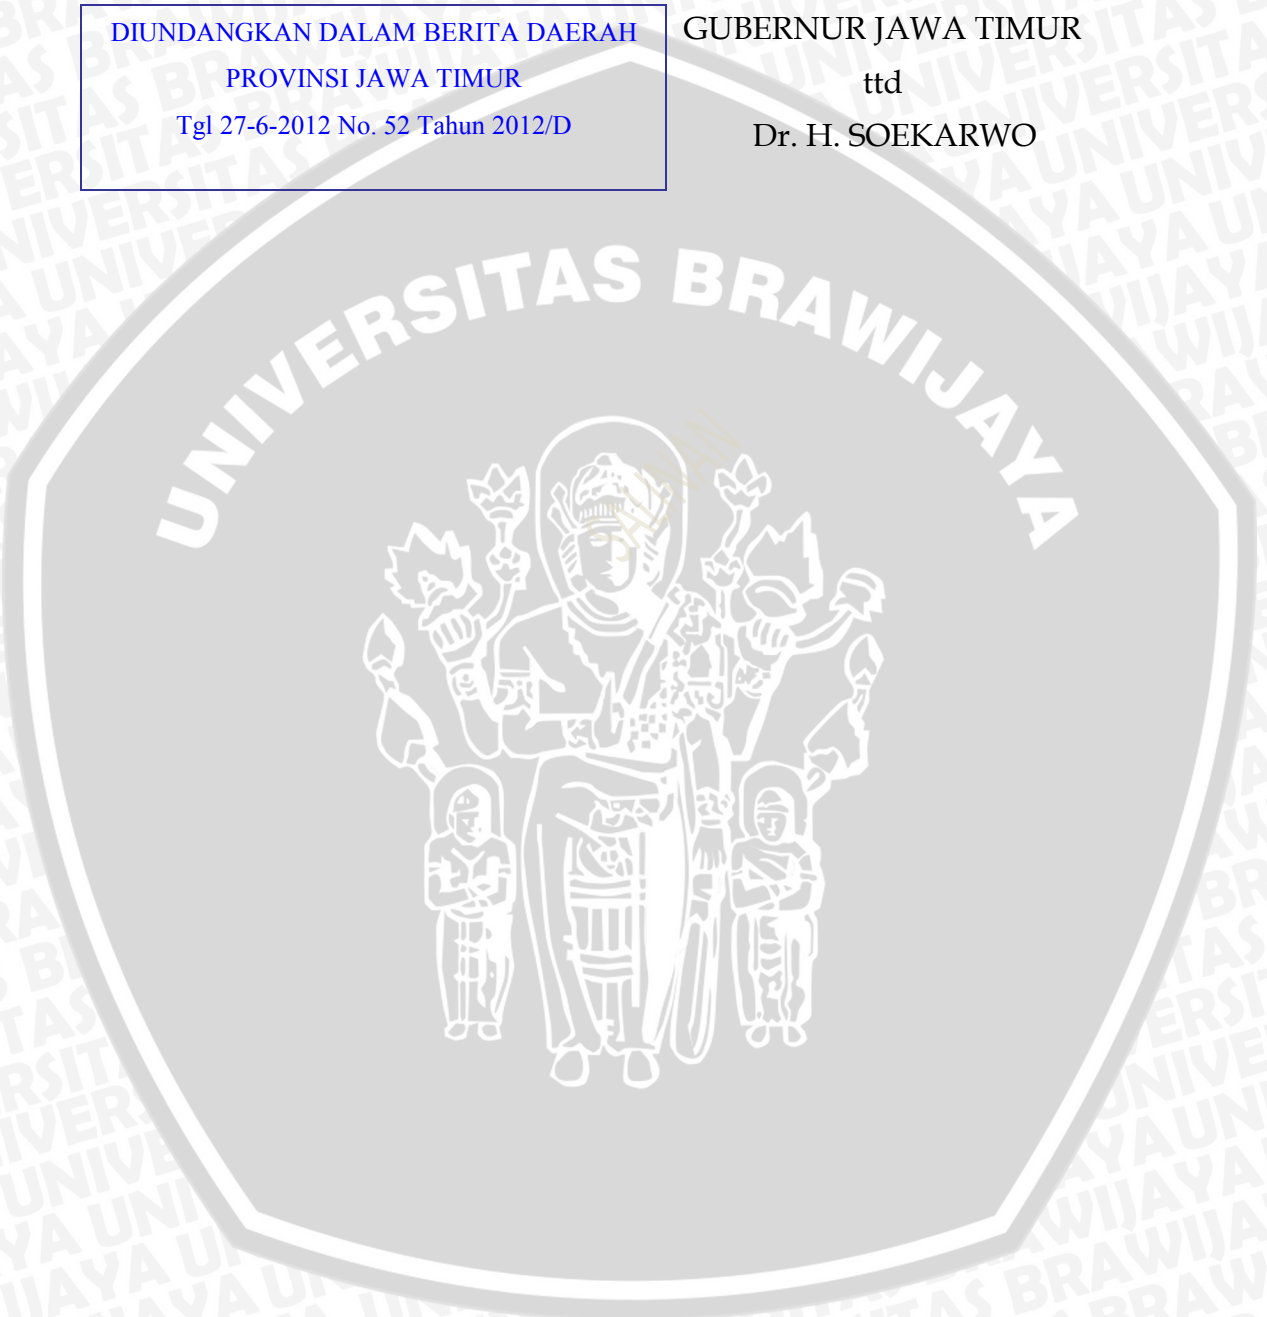 DIUNDANGKAN DALAM BERITA DAERAH
PROVINSI JAWA TIMUR
Tgl 27-6-2012 No. 52 Tahun 2012/D
GUBERNUR JAWA TIMUR
ttd
Dr. H. SOEKARWO
UNIVERSITAS BRAWIJAYA
SALINAN